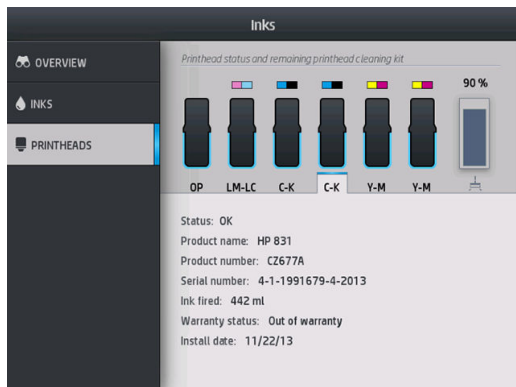 Inks
OVERVIEW
INKS
PRINTHEADS
Printhead status and remaining printhead cleaning kit
90 %
OP LM-LC C-K C-K Y-M Y-M
Status: OK
Product name: HP 831
Product number: CZ677A
Serial number: 4-1-1991679-4-2013
Ink fired: 442 ml
Warranty status: Out of warranty
Install date: 11/22/13